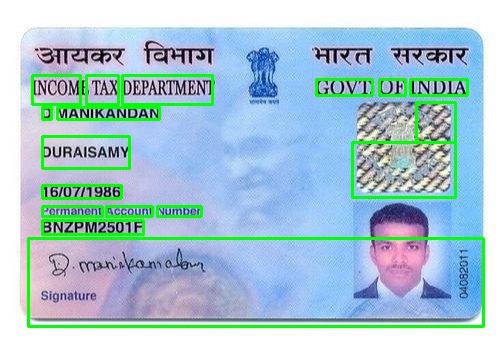 आयकर विभाग
भारत सरकार
INCOME TAX DEPARTMENT
GOVT. OF INDIA
D MANIKANDAN
DURAISAMY
16/07/1986
Permanent Account Number
BNZPM2501F
D. manikandan
Signature
04082011